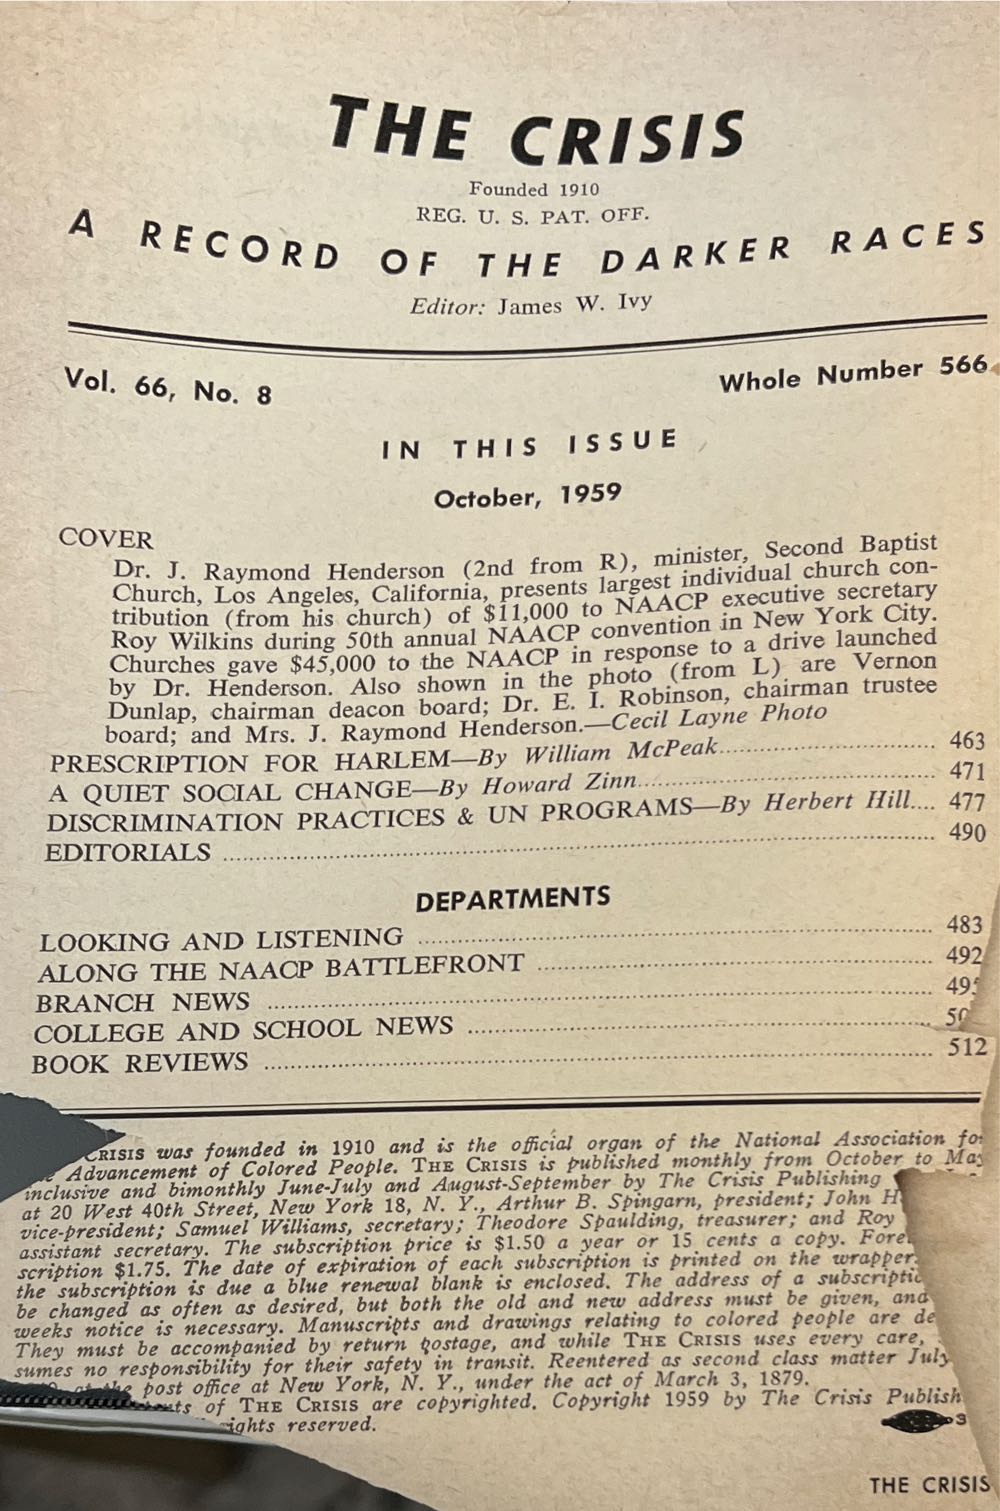 THE CRISIS
Founded 1910
REG. U. S. PAT. OFF.
A RECORD OF THE DARKER RACES
Editor: James W. Ivy
Vol. 66, No. 8
Whole Number 566
IN THIS ISSUE
October, 1959
COVER
Dr. J. Raymond Henderson (2nd from R), minister, Second Baptist
Church, Los Angeles, California, presents largest individual church con-
tribution (from his church) of $11,000 to NAACP executive secretary
Roy Wilkins during 50th annual NAACP convention in New York City.
Churches gave $45,000 to the NAACP in response to a drive launched
by Dr. Henderson. Also shown in the photo (from L) are Vernon
Dunlap, chairman deacon board; Dr. E. I. Robinson, chairman trustee
board; and Mrs. J. Raymond Henderson.—Cecil Layne Photo
PRESCRIPTION FOR HARLEM—By William McPeak.............................. 463
A QUIET SOCIAL CHANGE—By Howard Zinn.......................................... 471
DISCRIMINATION PRACTICES & UN PROGRAMS—By Herbert Hill.... 477
EDITORIALS .................................................................................................. 490
DEPARTMENTS
LOOKING AND LISTENING ........................................................................ 483
ALONG THE NAACP BATTLEFRONT ........................................................ 492
BRANCH NEWS ............................................................................................ 49
COLLEGE AND SCHOOL NEWS ................................................................ 50
BOOK REVIEWS ............................................................................................ 512
CRISIS was founded in 1910 and is the official organ of the National Association fo
Advancement of Colored People. THE CRISIS is published monthly from October to May
inclusive and bimonthly June-July and August-September by The Crisis Publishing
at 20 West 40th Street, New York 18, N. Y., Arthur B. Spingarn, president; John H
vice-president; Samuel Williams, secretary; Theodore Spaulding, treasurer; and Roy
assistant secretary. The subscription price is $1.50 a year or 15 cents a copy. Fore
scription $1.75. The date of expiration of each subscription is printed on the wrapper.
the subscription is due a blue renewal blank is enclosed. The address of a subscriptio
be changed as often as desired, but both the old and new address must be given, and
weeks notice is necessary. Manuscripts and drawings relating to colored people are de
They must be accompanied by return postage, and while THE CRISIS uses every care,
sumes no responsibility for their safety in transit. Reentered as second class matter July
at the post office at New York, N. Y., under the act of March 3, 1879.
nts of THE CRISIS are copyrighted. Copyright 1959 by The Crisis Publish
ights reserved.
3
THE CRISIS